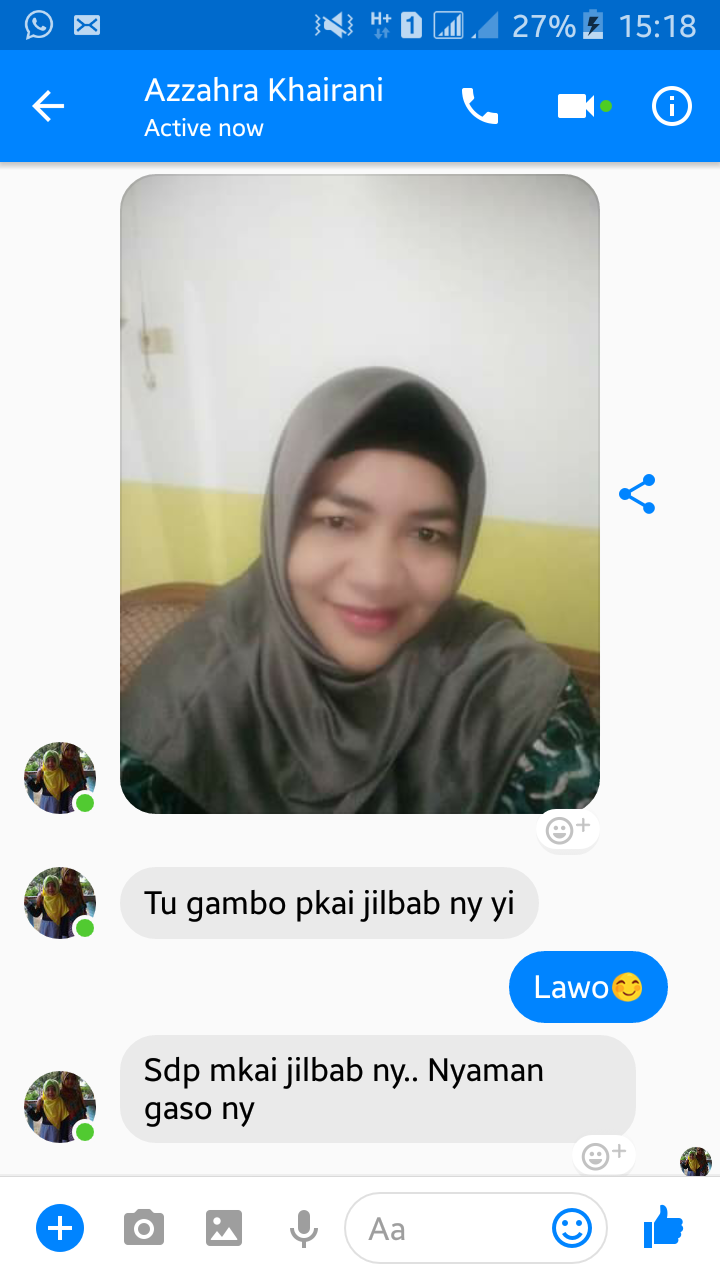 1 27% 15:18
H+
Azzahra Khairani
Active now
Tu gambo pkai jilbab ny yi
Lawo😊
Sdp mkai jilbab ny.. Nyaman
gaso ny
Aa